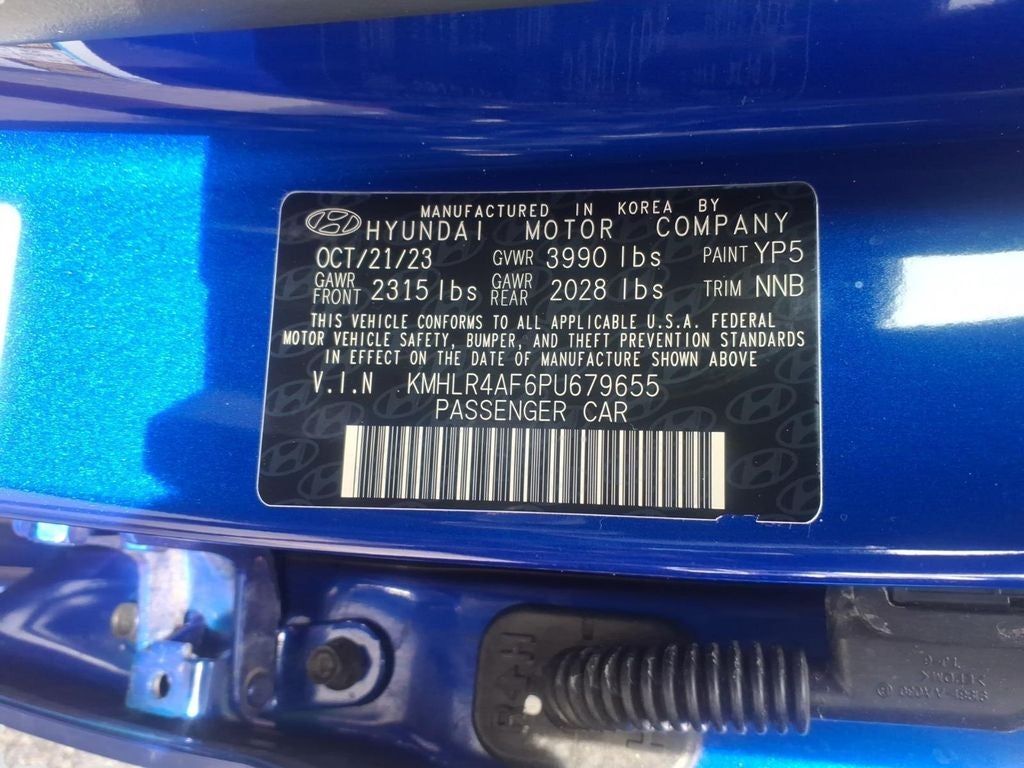 MANUFACTURED IN KOREA BY
HYUNDAI MOTOR COMPANY
OCT/21/23 GVWR 3990 lbs PAINT YP5
GAWR FRONT 2315 lbs GAWR REAR 2028 lbs TRIM NNB
THIS VEHICLE CONFORMS TO ALL APPLICABLE U.S.A. FEDERAL
MOTOR VEHICLE SAFETY, BUMPER, AND THEFT PREVENTION STANDARDS
IN EFFECT ON THE DATE OF MANUFACTURE SHOWN ABOVE
V.I.N KMHLR4AF6PU679655
PASSENGER CAR